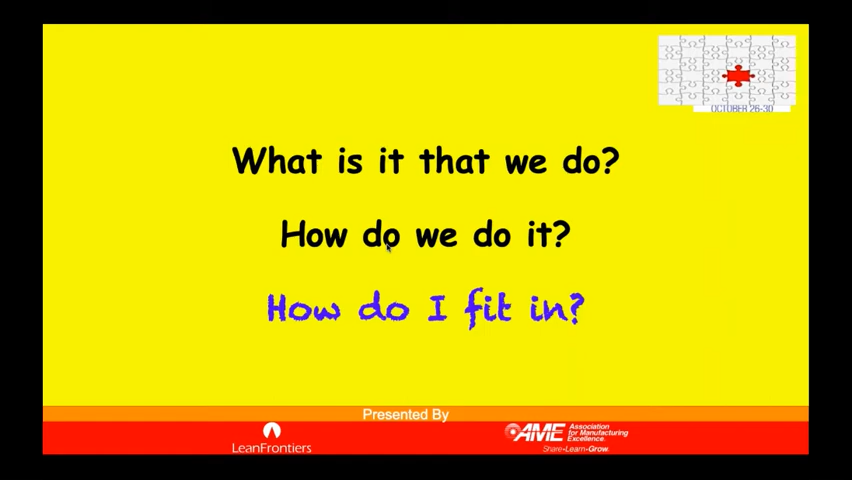 OCTOBER 26-30
What is it that we do?
How do we do it?
How do I fit in?
Presented By
LeanFrontiers
AME Association
for Manufacturing
Excellence.
Share-Learn-Grow